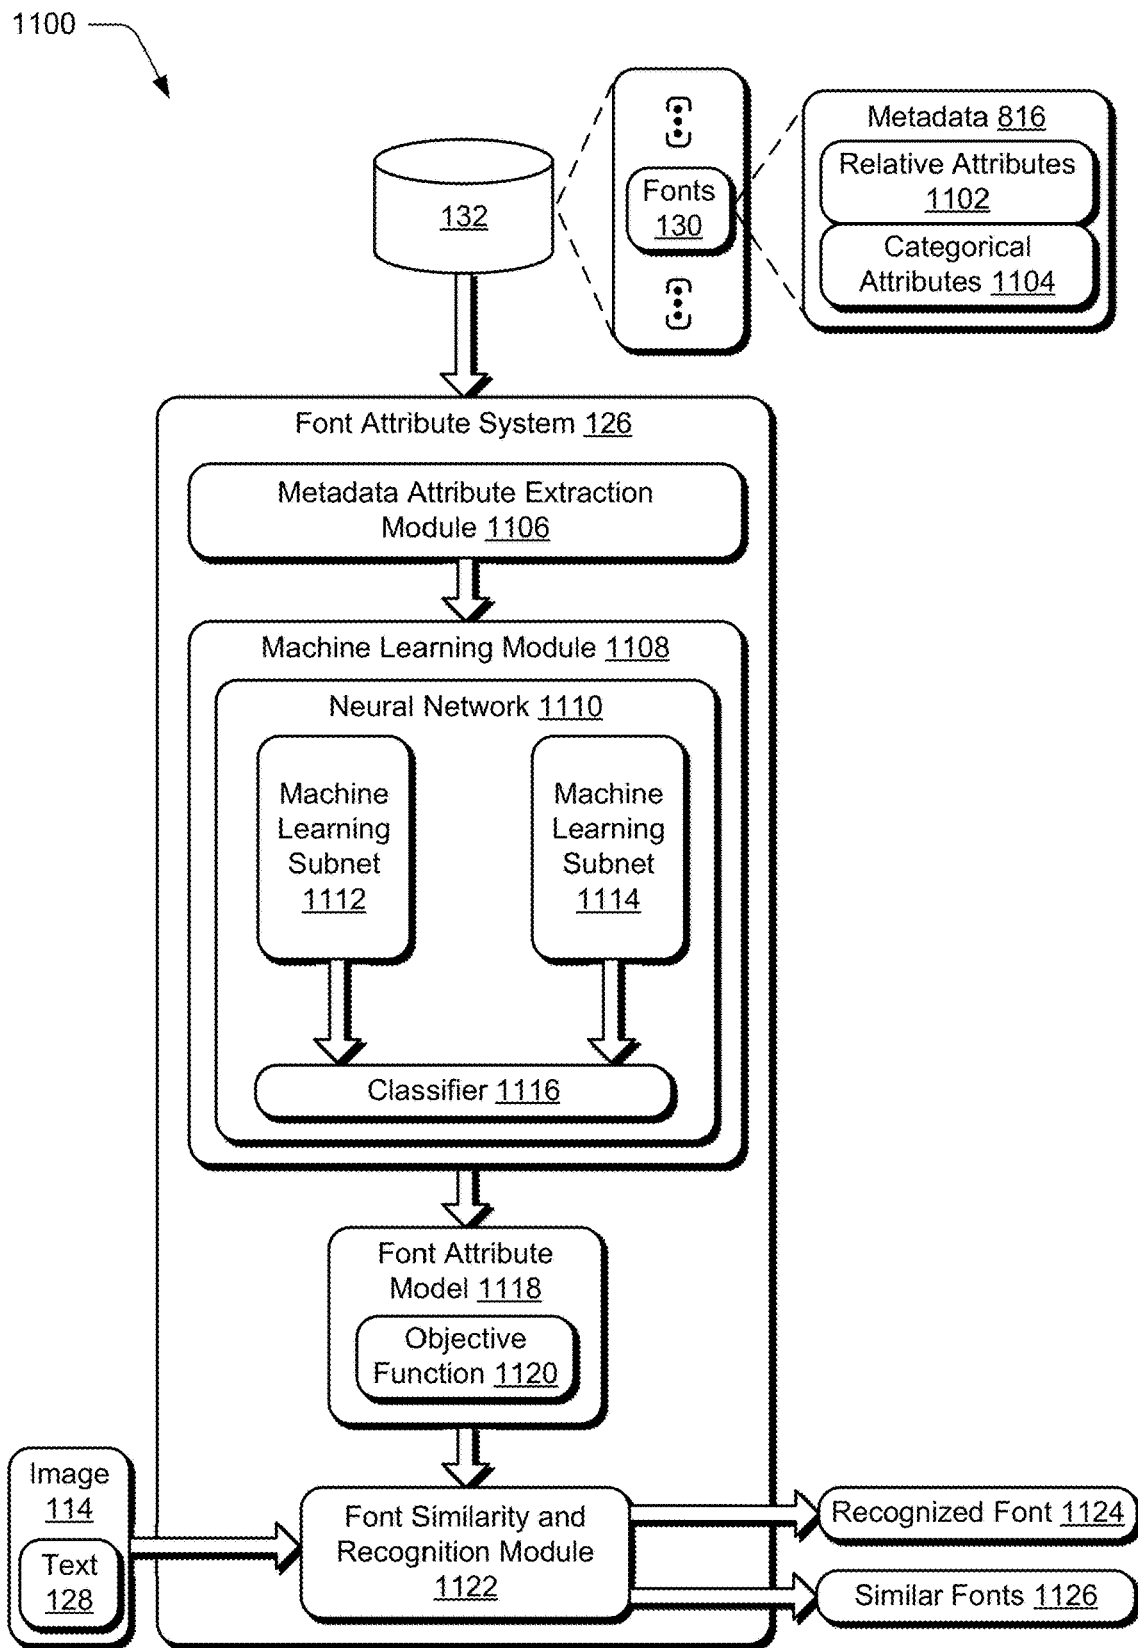 1100
132
Fonts
130
Metadata 816
Relative Attributes
1102
Categorical
Attributes 1104
Font Attribute System 126
Metadada Attribute Extraction
Module 1106
Machine Learning Module 1108
Neural Network 1110
Machine
Learning
Subnet
1112
Machine
Learning
Subnet
1114
Classifier 1116
Font Attribute
Model 1118
Objective
Function 1120
Image
114
Text
128
Font Similarity and
Recognition Module
1122
Recognized Font 1124
Similar Fonts 1126